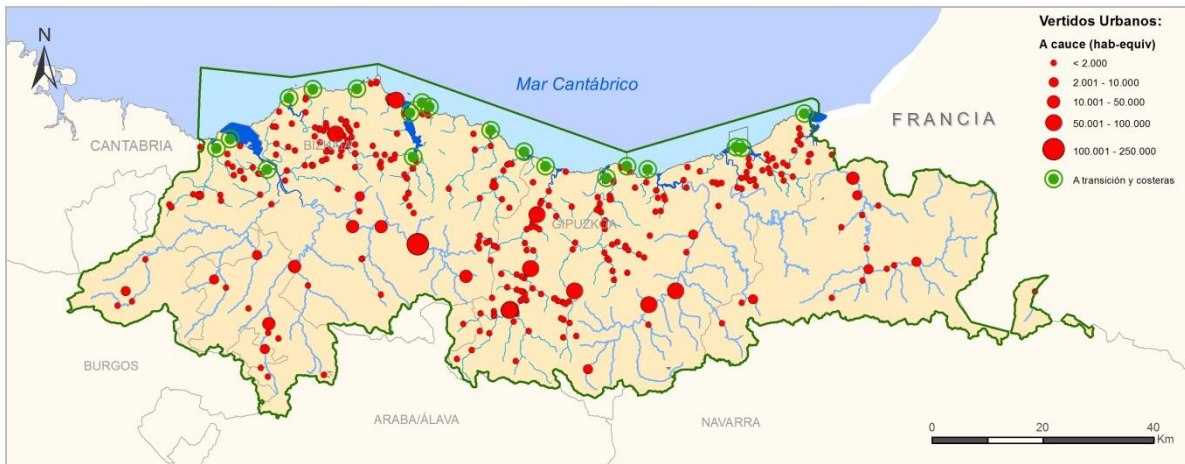 N
Mar Cantábrico
FRANCIA
CANTABRIA
BIZKAIA
GIPUZKOA
BURGOS
ARABA/ÁLAVA
NAVARRA
Vertidos Urbanos:
A cauce (hab-equiv)
< 2.000
2.001 - 10.000
10.001 - 50.000
50.001 - 100.000
100.001 - 250.000
A transición y costeras
0 20 40
Km